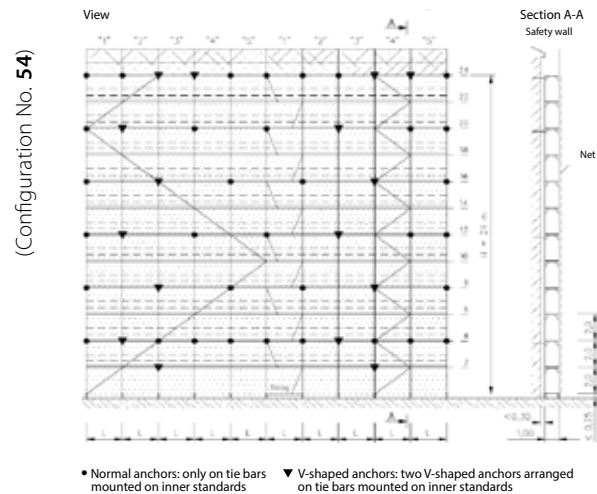 View
Section A-A
Safety wall
A
(Configuration No. 54)
24
22
20
18
16
14
12
10
8
6
4
2
H = 24 m
Net
A
L L L L L L L L L L
<0,30
1,00
• Normal anchors: only on tie bars
mounted on inner standards
▼ V-shaped anchors: two V-shaped anchors arranged
on tie bars mounted on inner standards